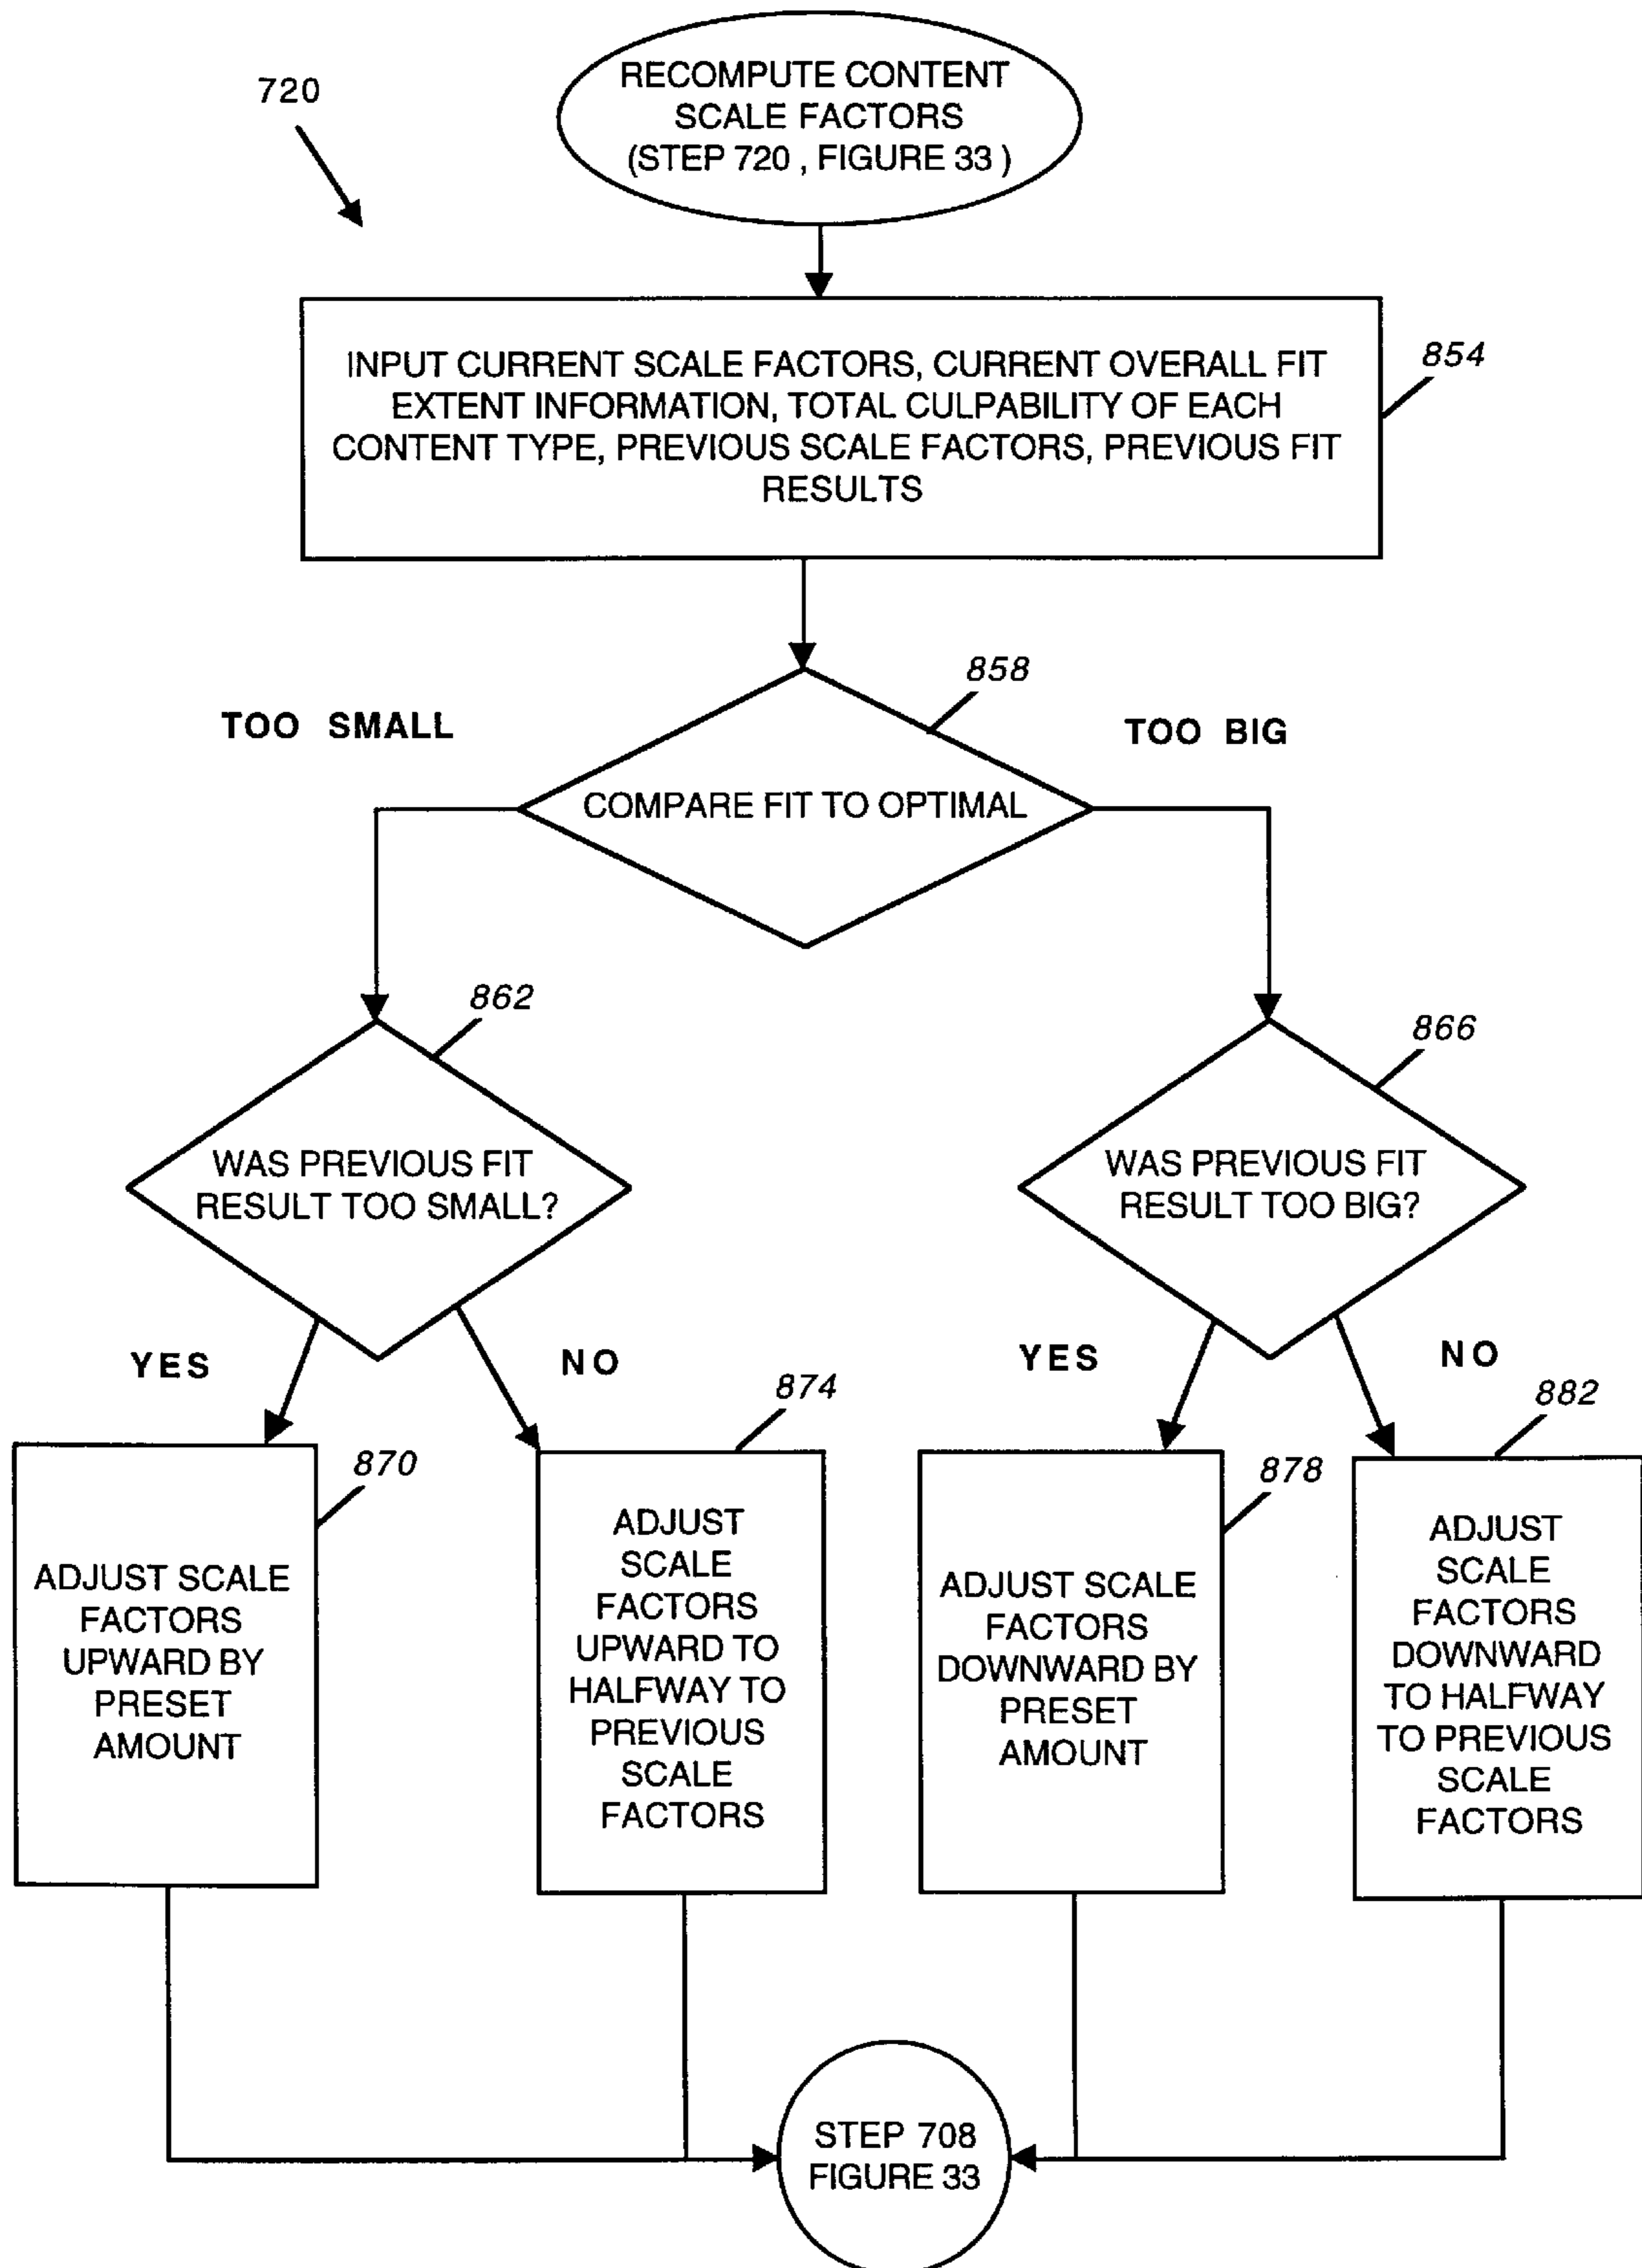 720
RECOMPUTE CONTENT
SCALE FACTORS
(STEP 720 , FIGURE 33 )
INPUT CURRENT SCALE FACTORS, CURRENT OVERALL FIT
EXTENT INFORMATION, TOTAL CULPABILITY OF EACH
CONTENT TYPE, PREVIOUS SCALE FACTORS, PREVIOUS FIT
RESULTS
854
858
TOO SMALL
TOO BIG
COMPARE FIT TO OPTIMAL
862
WAS PREVIOUS FIT
RESULT TOO SMALL?
866
WAS PREVIOUS FIT
RESULT TOO BIG?
YES
NO
YES
NO
870
ADJUST SCALE
FACTORS
UPWARD BY
PRESET
AMOUNT
874
ADJUST
SCALE
FACTORS
UPWARD TO
HALFWAY TO
PREVIOUS
SCALE
FACTORS
878
ADJUST SCALE
FACTORS
DOWNWARD BY
PRESET
AMOUNT
882
ADJUST
SCALE
FACTORS
DOWNWARD
TO HALFWAY
TO PREVIOUS
SCALE
FACTORS
STEP 708
FIGURE 33